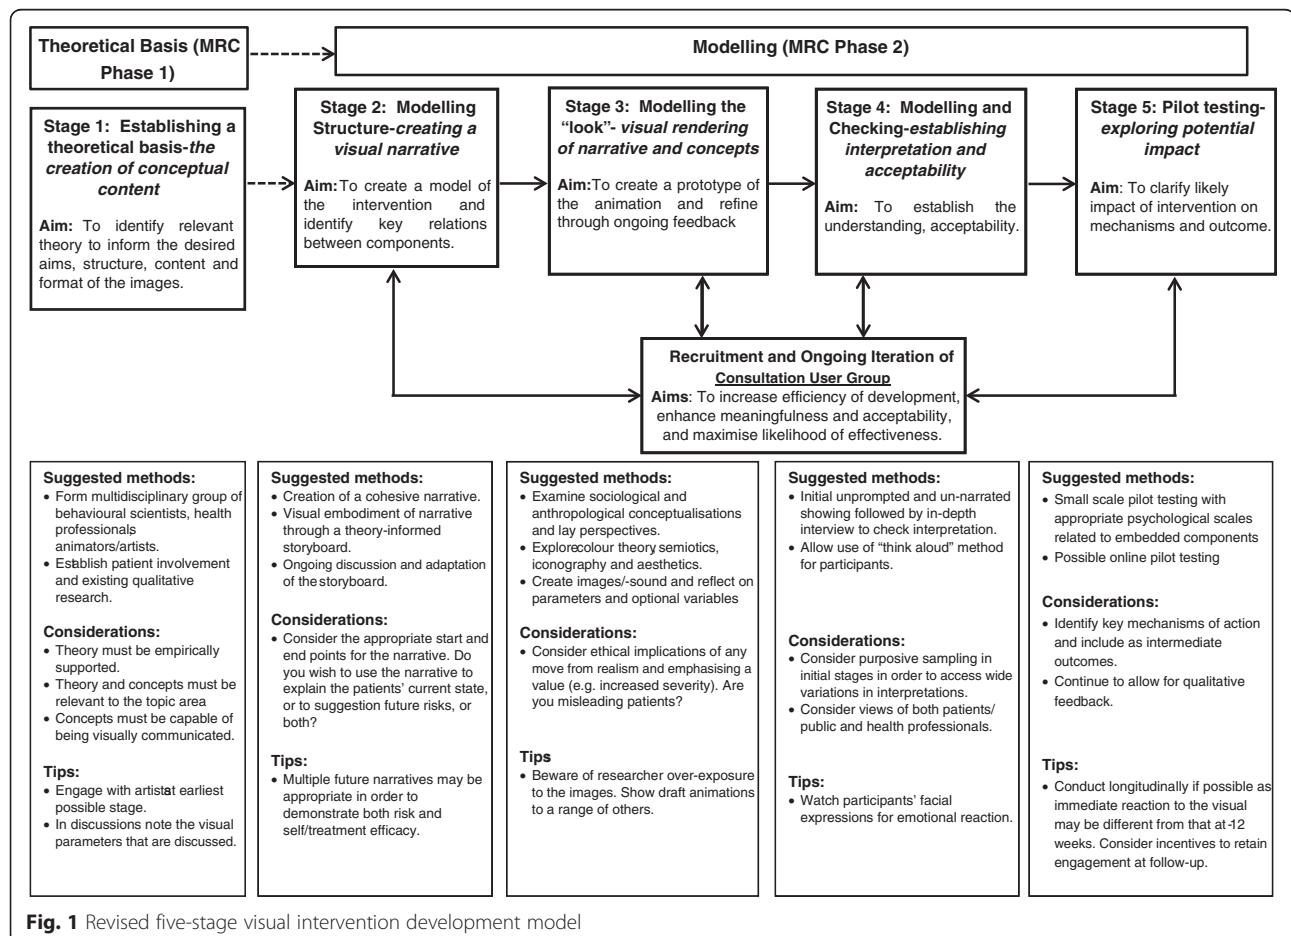 Theoretical Basis (MRC
Phase 1)
Modelling (MRC Phase 2)
Stage 1: Establishing a
theoretical basis-the
creation of conceptual
content
Aim: To identify relevant
theory to inform the desired
aims, structure, content and
format of the images.
Stage 2: Modelling
Structure-creating a
visual narrative
Aim:To create a model of
the intervention and
identify key relations
between components.
Stage 3: Modelling the
"look"- visual rendering
of narrative and concepts
Aim:To create a prototype of
the animation and refine
through ongoing feedback
Stage 4: Modelling and
Checking-establishing
interpretation and
acceptability
Aim: To establish the
understanding, acceptability.
Stage 5: Pilot testing-
exploring potential
impact
Aim: To clarify likely
impact of intervention on
mechanisms and outcome.
Recruitment and Ongoing Iteration of
Consultation User Group
Aims: To increase efficiency of development,
enhance meaningfulness and acceptability,
and maximise likelihood of effectiveness.
Suggested methods:
• Form multidisciplinary group of
behavioural scientists, health
professionals,
animators/artists.
• Establish patient involvement
and existing qualitative
research.
Considerations:
• Theory must be empirically
supported.
• Theory and concepts must be
relevant to the topic area
• Concepts must be capable of
being visually communicated.
Tips:
• Engage with artists at earliest
possible stage.
• In discussions note the visual
parameters that are discussed.
Suggested methods:
• Creation of a cohesive narrative.
• Visual embodiment of narrative
through a theory-informed
storyboard.
• Ongoing discussion and adaptation
of the storyboard.
Considerations:
• Consider the appropriate start and
end points for the narrative. Do
you wish to use the narrative to
explain the patients' current state,
or to suggestion future risks, or
both?
Tips:
• Multiple future narratives may be
appropriate in order to
demonstrate both risk and
self/treatment efficacy.
Suggested methods:
• Examine sociological and
anthropological conceptualisations
and lay perspectives.
• Explore colour theory, semiotics,
iconography and aesthetics.
• Create images/-sound and reflect on
parameters and optional variables
Considerations:
• Consider ethical implications of any
move from realism and emphasising a
value (e.g. increased severity). Are
you misleading patients?
Tips:
• Beware of researcher over-exposure
to the images. Show draft animations
to a range of others.
Suggested methods:
• Initial unprompted and un-narrated
showing followed by in-depth
interview to check interpretation.
• Allow use of "think aloud" method
for participants.
Considerations:
• Consider purposive sampling in
initial stages in order to access wide
variations in interpretations.
• Consider views of both patients/
public and health professionals.
Tips:
• Watch participants' facial
expressions for emotional reaction.
Suggested methods:
• Small scale pilot testing with
appropriate psychological scales
related to embedded components
• Possible online pilot testing
Considerations:
• Identify key mechanisms of action
and include as intermediate
outcomes.
• Continue to allow for qualitative
feedback.
Tips:
• Conduct longitudinally if possible as
immediate reaction to the visual
may be different from that at -12
weeks. Consider incentives to retain
engagement at follow-up.
Fig. 1 Revised five-stage visual intervention development model